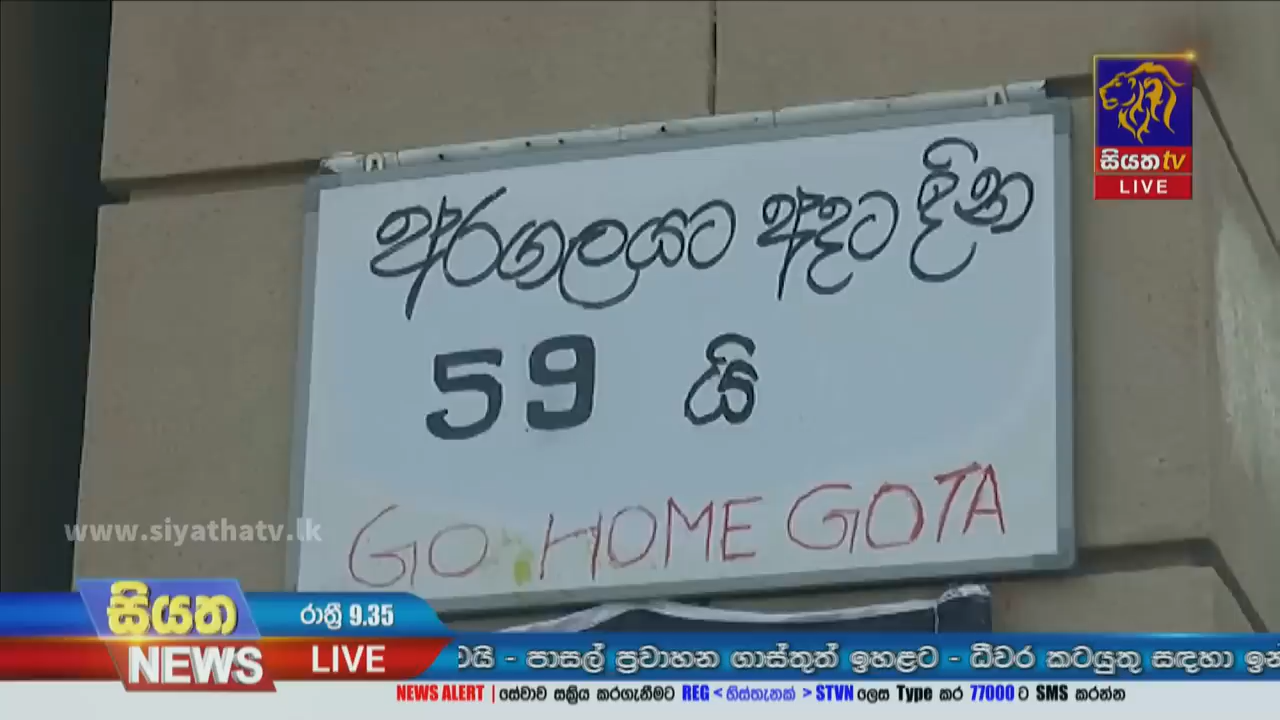 සියත tv
LIVE
අරගලයට අදට දින
59 යි
GO HOME GOTA
www.siyathatv.lk
සියත
NEWS
රාත්‍රී 9.35
LIVE
- පාසල් ප්‍රවාහන ගාස්තුත් ඉහළට - ධීවර කටයුතු සඳහා
NEWS ALERT | සේවාව සක්‍රීය කරගැනීමට REG < හිස්තැනක් > STVN ලෙස Type කර 77000 ට SMS කරන්න